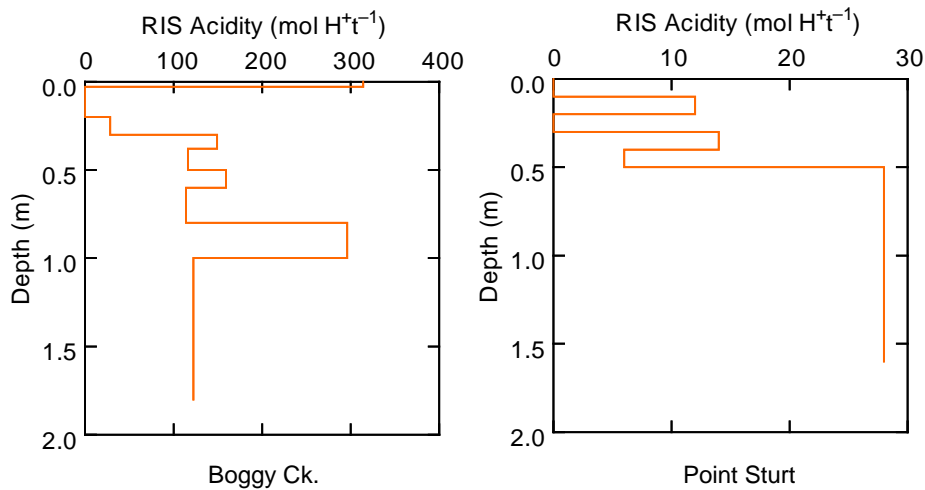 RIS Acidity (mol H⁺t⁻¹)
0 100 200 300 400
0.0
0.5
1.0
1.5
2.0
Depth (m)
Boggy Ck.
RIS Acidity (mol H⁺t⁻¹)
0 10 20 30
0.0
0.5
1.0
1.5
2.0
Depth (m)
Point Sturt